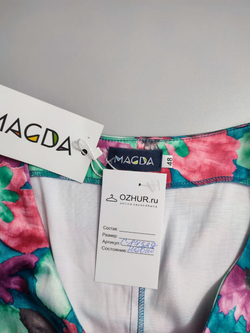 MAGDA
MAGDA
48
OZHUR.ru
Состав:
Размер:
Артикул:
Состояние: